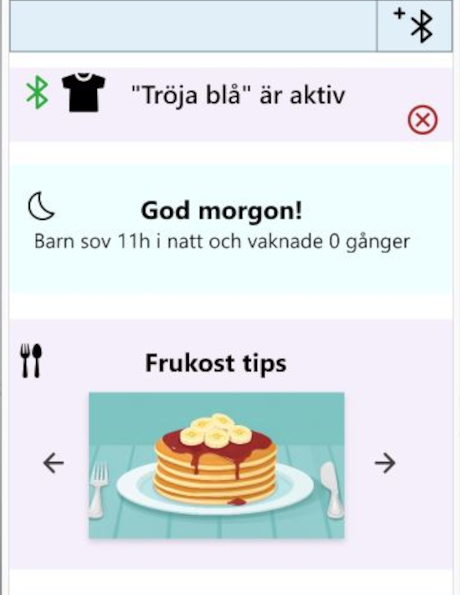 "Tröja blå" är aktiv
God morgon!
Barn sov 11h i natt och vaknade 0 gånger
Frukost tips